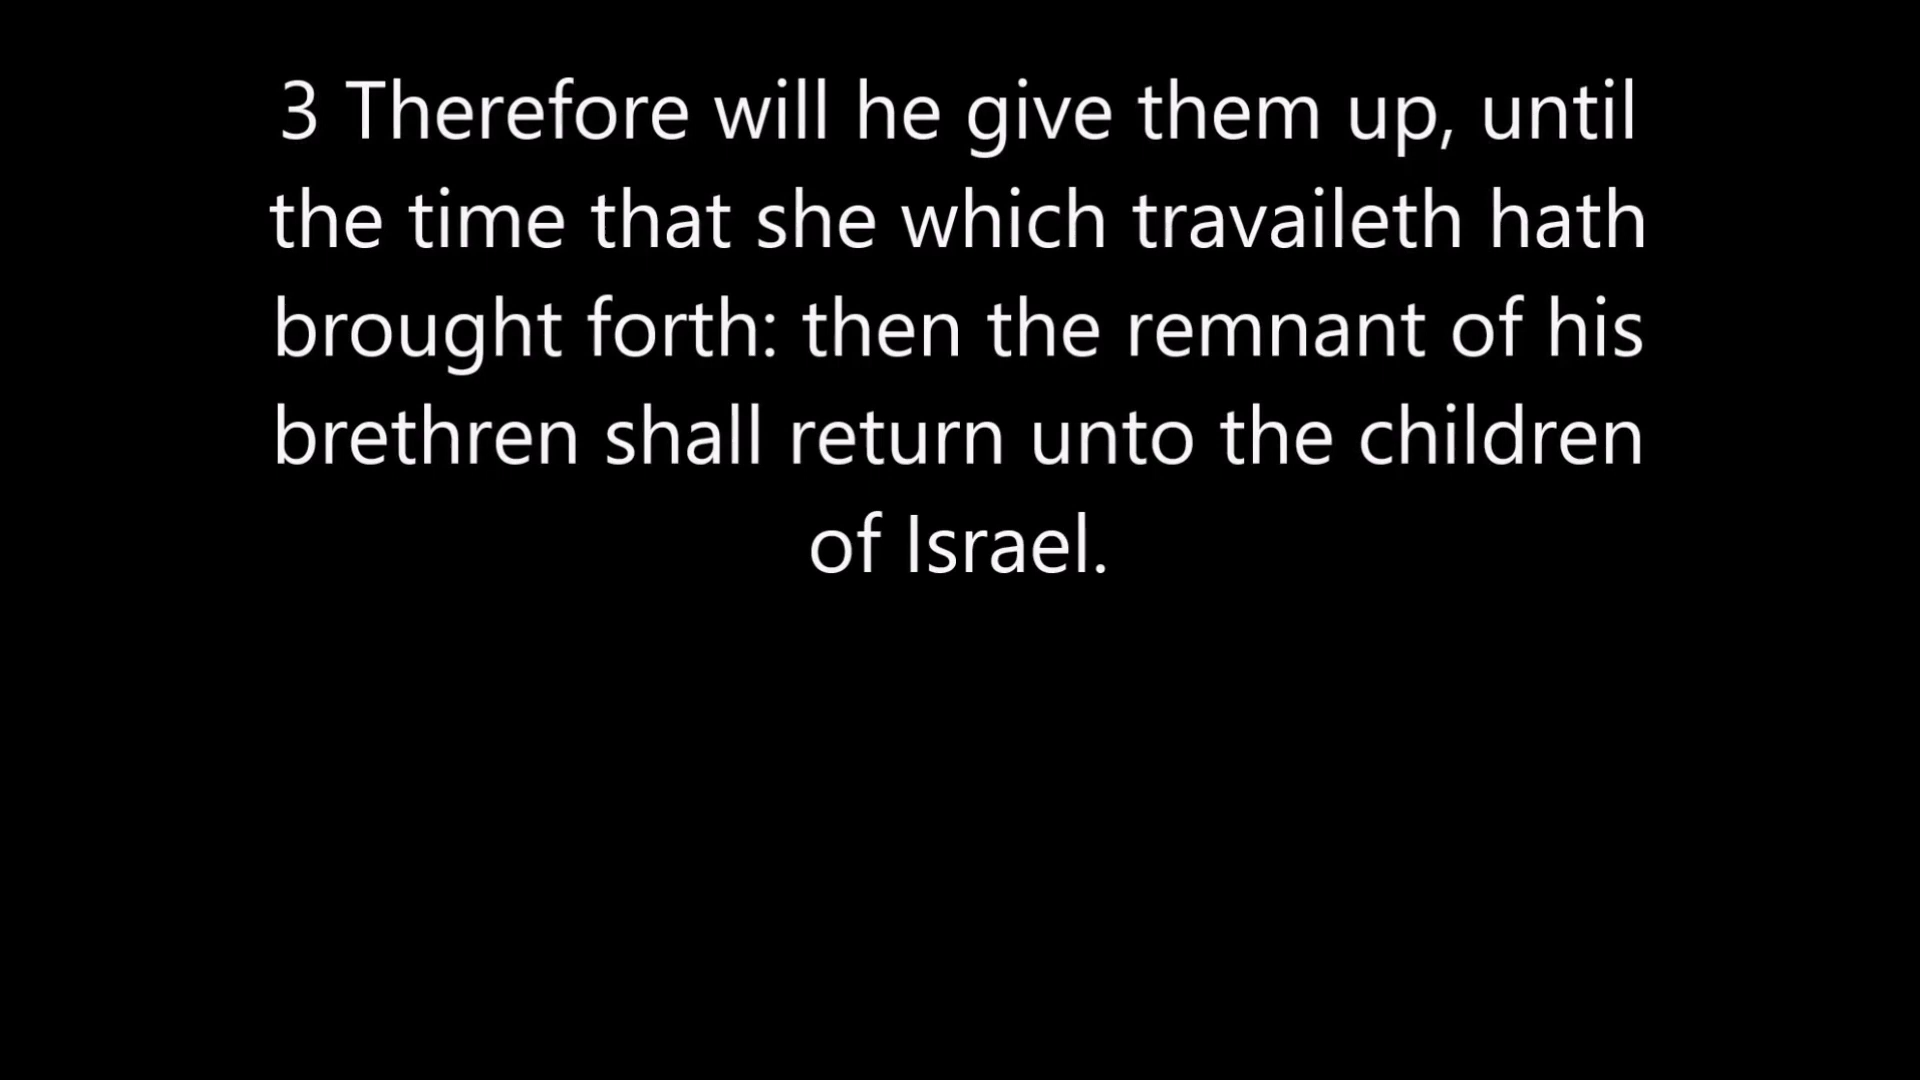 3 Therefore will he give them up, until
the time that she which travaileth hath
brought forth: then the remnant of his
brethren shall return unto the children
of Israel.